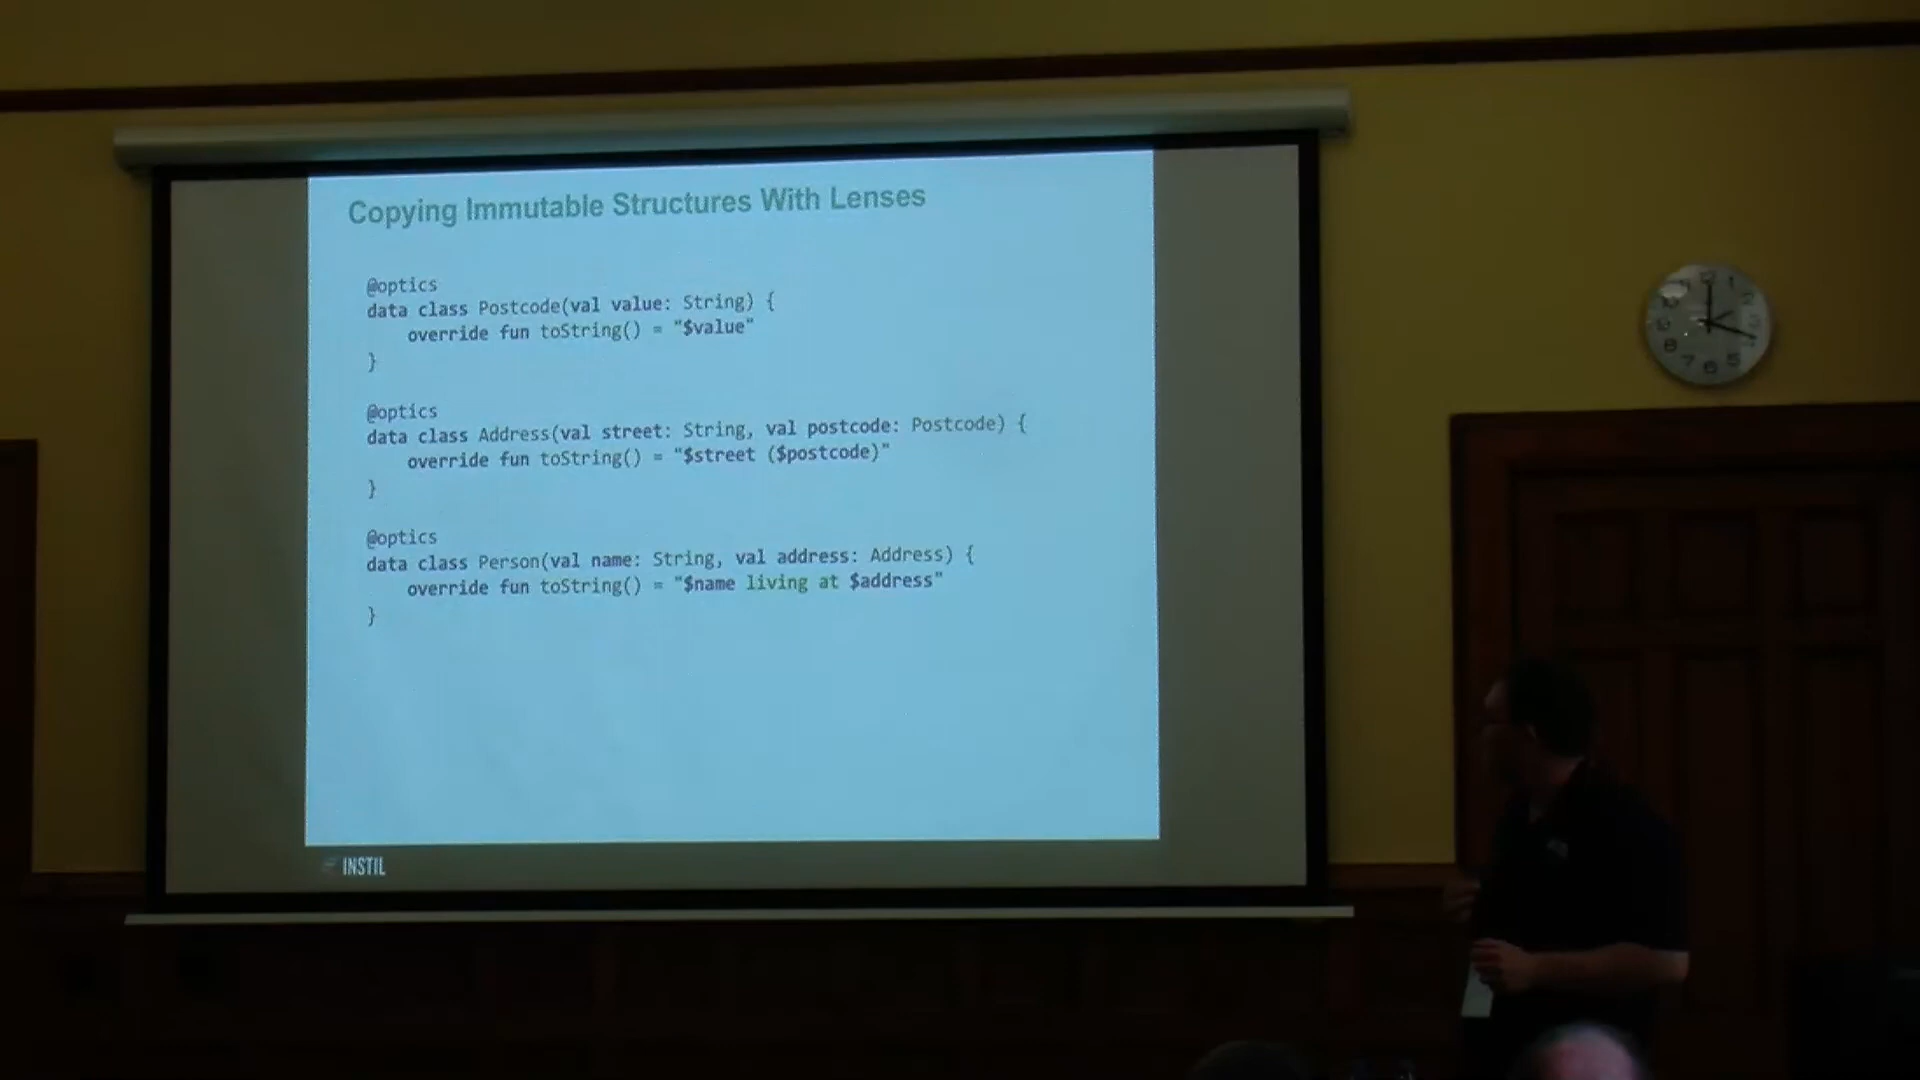 Copying Immutable Structures With Lenses
@optics
data class Postcode(val value: String) {
override fun toString() = "$value"
}
@optics
data class Address(val street: String, val postcode: Postcode) {
override fun toString() = "$street ($postcode)"
}
@optics
data class Person(val name: String, val address: Address) {
override fun toString() = "$name living at $address"
}
INSTIL